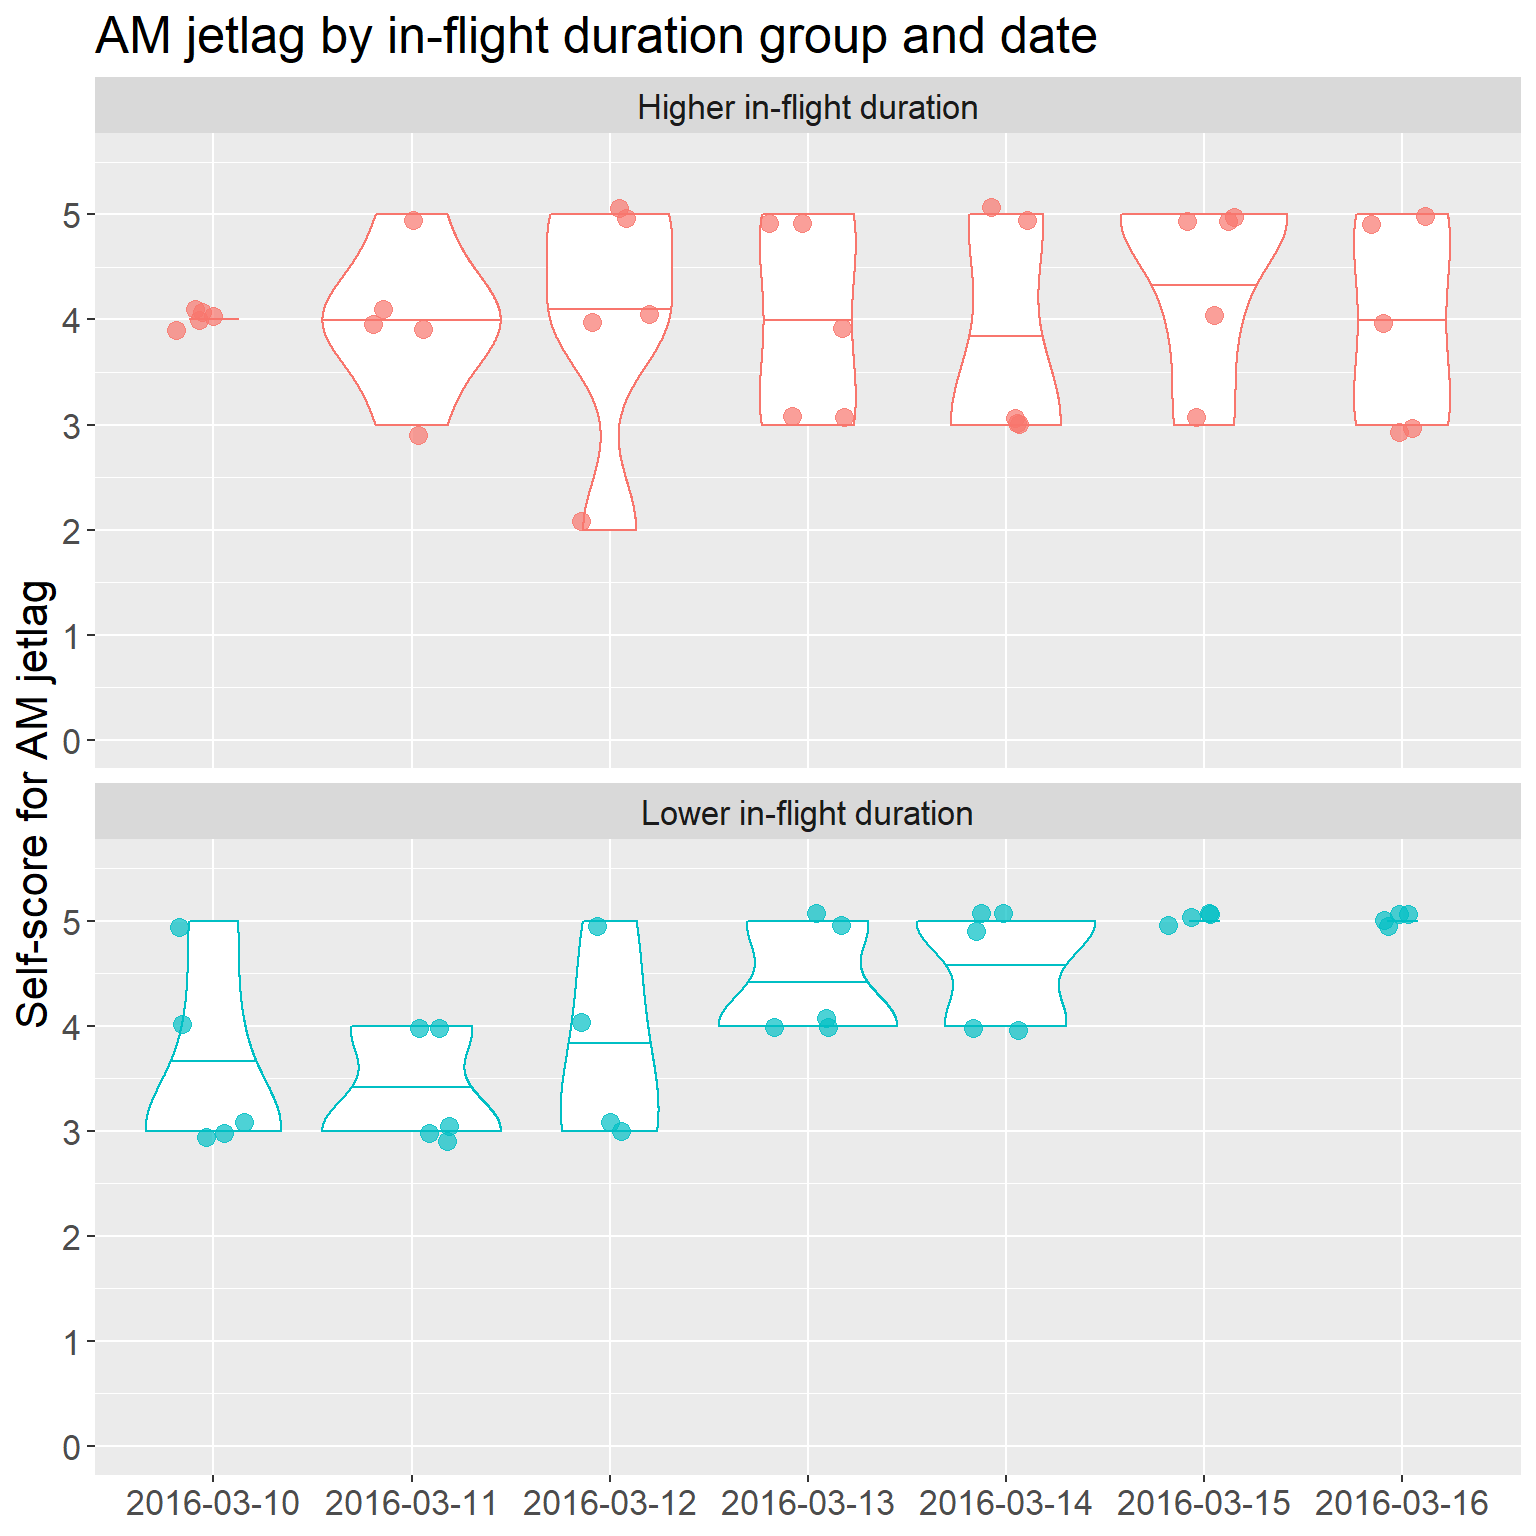 AM jetlag by in-flight duration group and date
Higher in-flight duration
5
4
3
2
1
0
Self-score for AM jetlag
Lower in-flight duration
5
4
3
2
1
0
2016-03-10 2016-03-11 2016-03-12 2016-03-13 2016-03-14 2016-03-15 2016-03-16